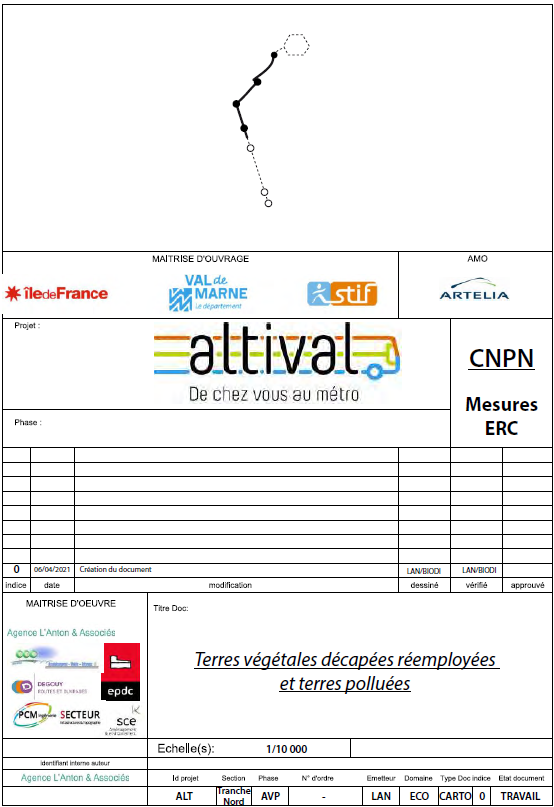 MAITRISE D'OUVRAGE
AMO
îledeFrance
VAL de
MARNE
Le département
stif
ARTELIA
Projet :
altival
De chez vous au métro
CNPN
Mesures
ERC
Phase :
0 06/04/2021 Création du document LAN/BIODI LAN/BIODI
indice date modification dessiné vérifié approuvé
MAITRISE D'OEUVRE
Agence L'Anton & Associés
DEGOUY
ROUTES ET OUVRAGES
epdc
PCM
SECTEUR
sce
Titre Doc:
Terres végétales décapées réemployées
et terres polluées
Echelle(s): 1/10 000
Identifiant interne auteur
Agence L'Anton & Associés
Id projet Section Phase N° d'ordre Emetteur Domaine Type Doc indice Etat document
ALT Tranche Nord AVP - LAN ECO CARTO 0 TRAVAIL